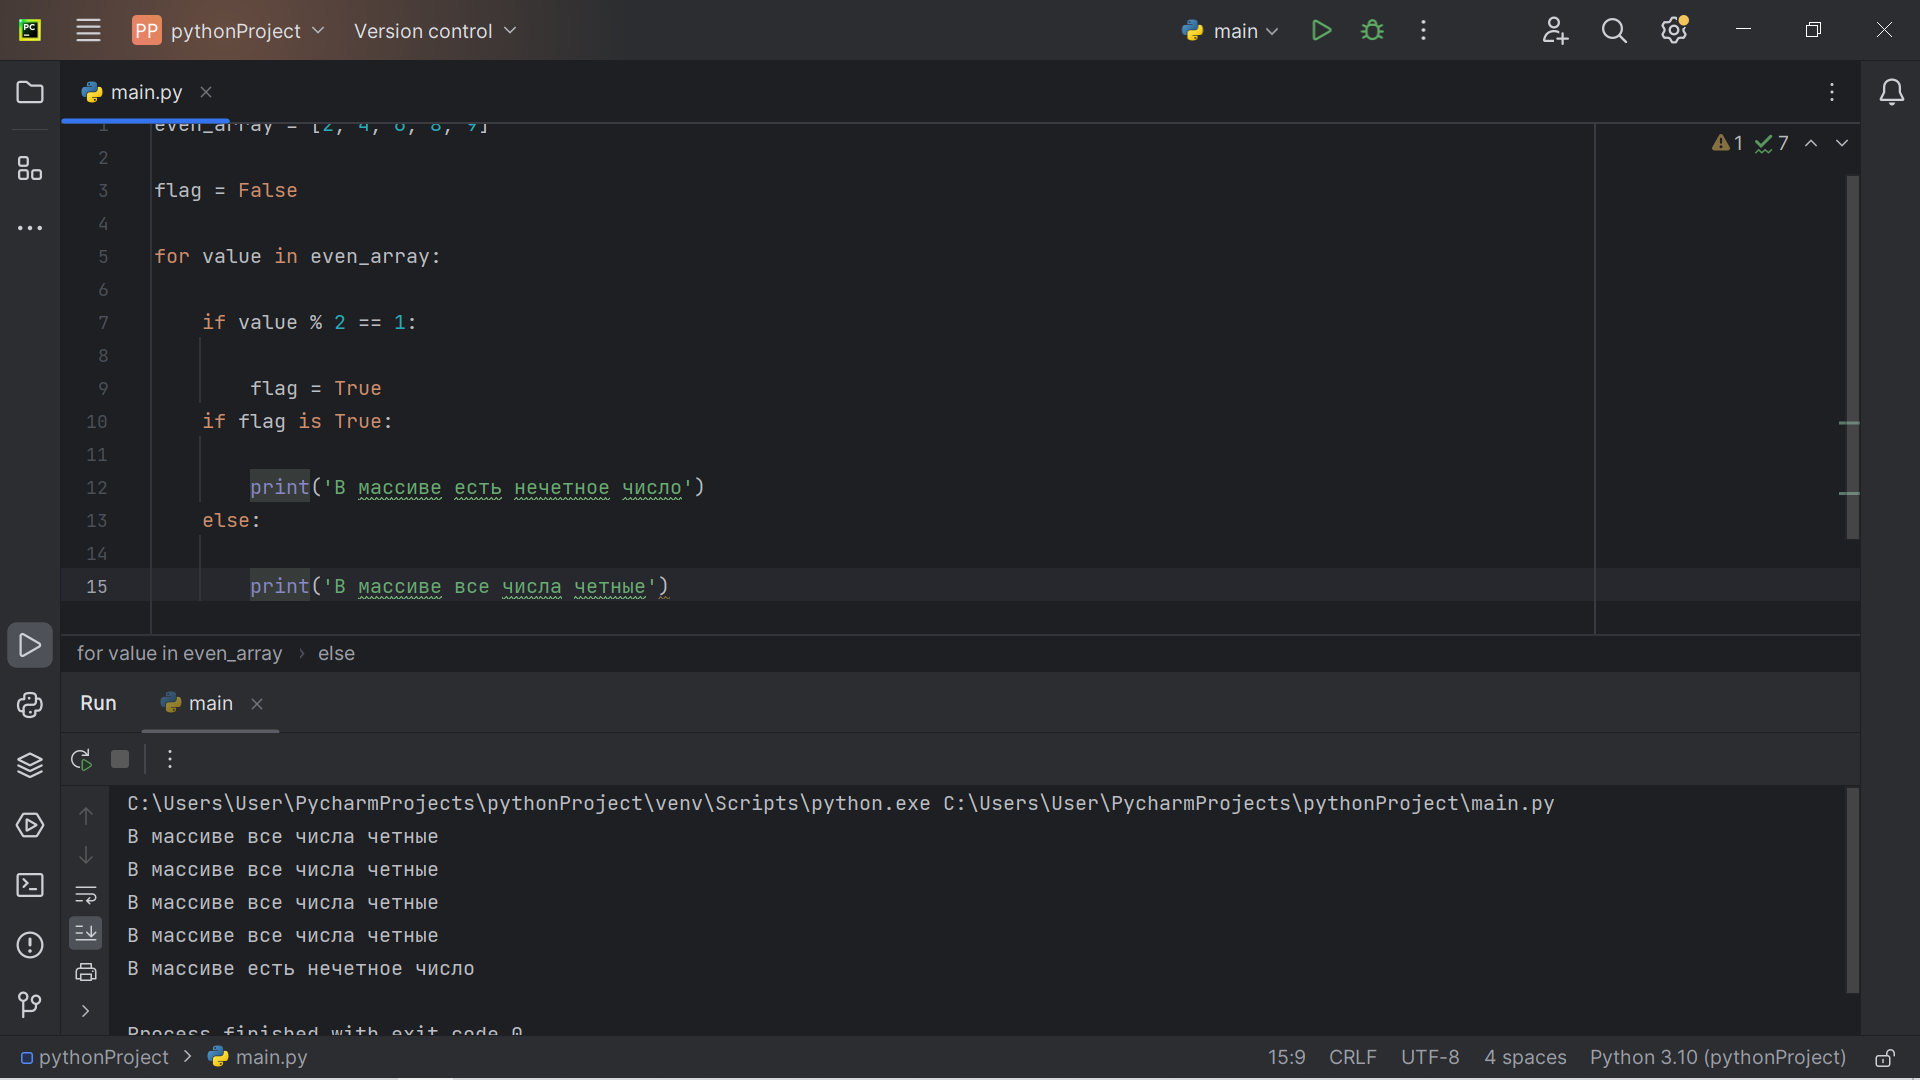 PC
PP pythonProject Version control main
main.py
1 even_array = [2, 4, 6, 8, 9]
2
3 flag = False
4
5 for value in even_array:
6
7 if value % 2 == 1:
8
9 flag = True
10 if flag is True:
11
12 print('В массиве есть нечетное число')
13 else:
14
15 print('В массиве все числа четные')
1 7
for value in even_array › else
Run main
C:\Users\User\PycharmProjects\pythonProject\venv\Scripts\python.exe C:\Users\User\PycharmProjects\pythonProject\main.py
В массиве все числа четные
В массиве все числа четные
В массиве все числа четные
В массиве все числа четные
В массиве есть нечетное число
Process finished with exit code 0
pythonProject > main.py 15:9 CRLF UTF-8 4 spaces Python 3.10 (pythonProject)